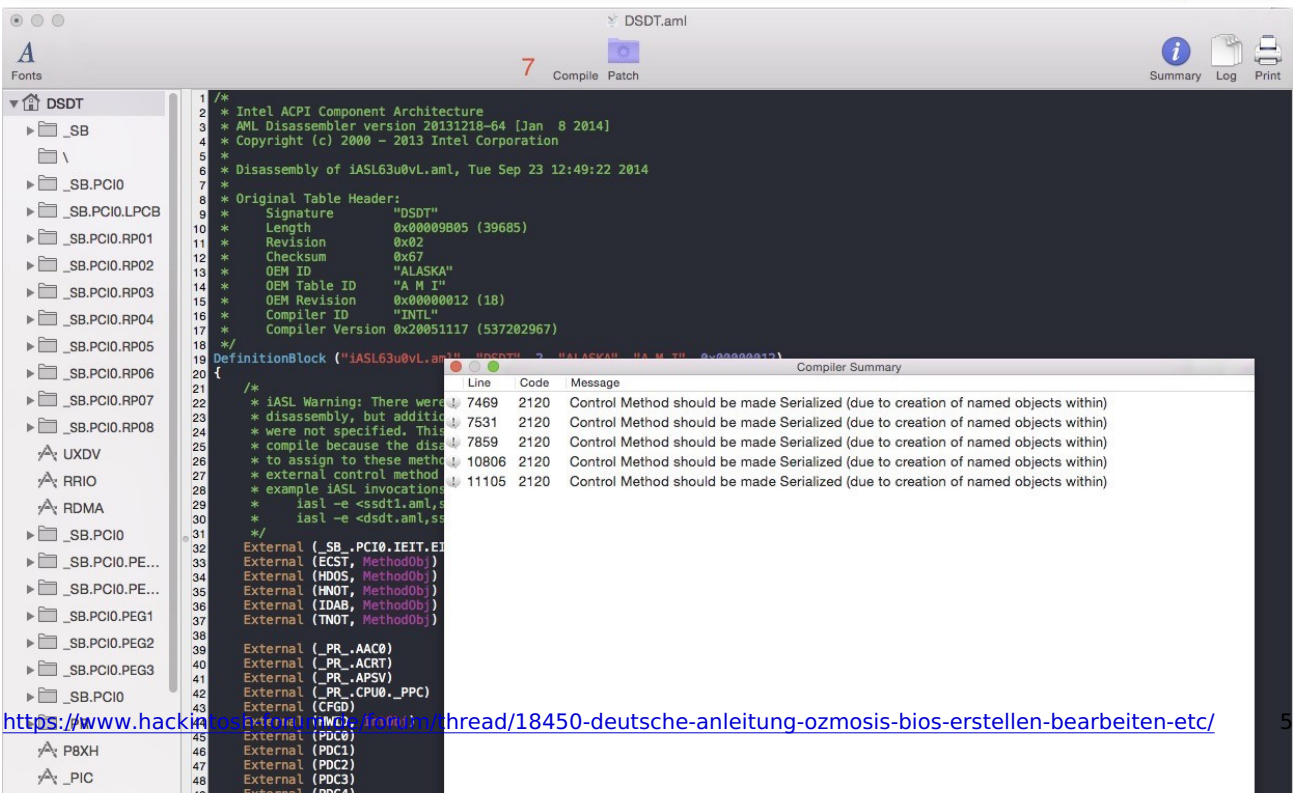 DSDT.aml
Fonts
7
Compile Patch
Summary Log Print
DSDT
_SB
\
_SB.PCI0
_SB.PCI0.LPCB
_SB.PCI0.RP01
_SB.PCI0.RP02
_SB.PCI0.RP03
_SB.PCI0.RP04
_SB.PCI0.RP05
_SB.PCI0.RP06
_SB.PCI0.RP07
_SB.PCI0.RP08
UXDV
RRIO
RDMA
_SB.PCI0
_SB.PCI0.PE...
_SB.PCI0.PE...
_SB.PCI0.PEG1
_SB.PCI0.PEG2
_SB.PCI0.PEG3
_SB.PCI0
P8XH
_PIC
1 /*
2 * Intel ACPI Component Architecture
3 * AML Disassembler version 20131218-64 [Jan 8 2014]
4 * Copyright (c) 2000 - 2013 Intel Corporation
5 *
6 * Disassembly of iASL63u0vL.aml, Tue Sep 23 12:49:22 2014
7 *
8 * Original Table Header:
9 * Signature "DSDT"
10 * Length 0x00009B05 (39685)
11 * Revision 0x02
12 * Checksum 0x67
13 * OEM ID "ALASKA"
14 * OEM Table ID "A M I"
15 * OEM Revision 0x00000012 (18)
16 * Compiler ID "INTL"
17 * Compiler Version 0x20051117 (537202967)
18 */
19 DefinitionBlock ("iASL63u0vL.aml", "DSDT", 2, "ALASKA", "A M I", 0x00000012)
20 {
21 /*
22 * iASL Warning: There were
23 * disassembly, but additio
24 * were not specified. This
25 * compile because the disa
26 * to assign to these metho
27 * external control method
28 * example iASL invocations
29 * iasl -e <ssdt1.aml,s
30 * iasl -e <dsdt.aml,ss
31 */
32 External (_SB_.PCI0.IEIT.EI
33 External (ECST, MethodObj)
34 External (HDOS, MethodObj)
35 External (HNOT, MethodObj)
36 External (IDAB, MethodObj)
37 External (TNOT, MethodObj)
38
39 External (_PR_.AAC0)
40 External (_PR_.ACRT)
41 External (_PR_.APSV)
42 External (_PR_.CPU0._PPC)
43 External (CFGD)
45 External (PDC0)
46 External (PDC1)
47 External (PDC2)
48 External (PDC3)
External (PDC4)
Compiler Summary
Line Code Message
7469 2120 Control Method should be made Serialized (due to creation of named objects within)
7531 2120 Control Method should be made Serialized (due to creation of named objects within)
7859 2120 Control Method should be made Serialized (due to creation of named objects within)
10806 2120 Control Method should be made Serialized (due to creation of named objects within)
11105 2120 Control Method should be made Serialized (due to creation of named objects within)
https://www.hackintosh-forum.de/forum/thread/18450-deutsche-anleitung-ozmosis-bios-erstellen-bearbeiten-etc/ 5